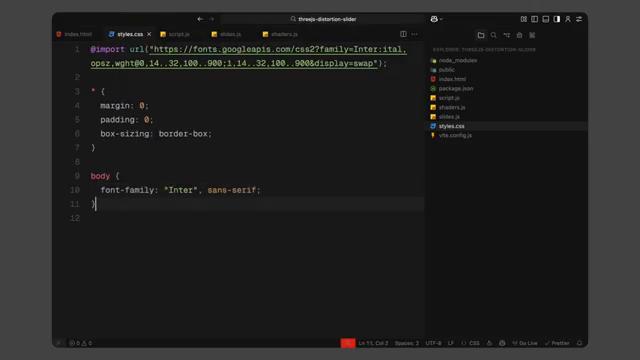 threejs-distortion-slider
index.html styles.css script.js slides.js shaders.js
1 @import url("https://fonts.googleapis.com/css2?family=Inter:ital,
opsz,wght@0,14..32,100..900;1,14..32,100..900&display=swap");
2
3 * {
4 margin: 0;
5 padding: 0;
6 box-sizing: border-box;
7 }
8
9 body {
10 font-family: "Inter", sans-serif;
11 }
12
EXPLORER: THREEJS-DISTORTION-SLIDER
node_modules
public
index.html
package.json
script.js
shaders.js
slides.js
styles.css
vite.config.js
0 0 Ln 11, Col 2 Spaces: 2 UTF-8 LF {} CSS Go Live Prettier